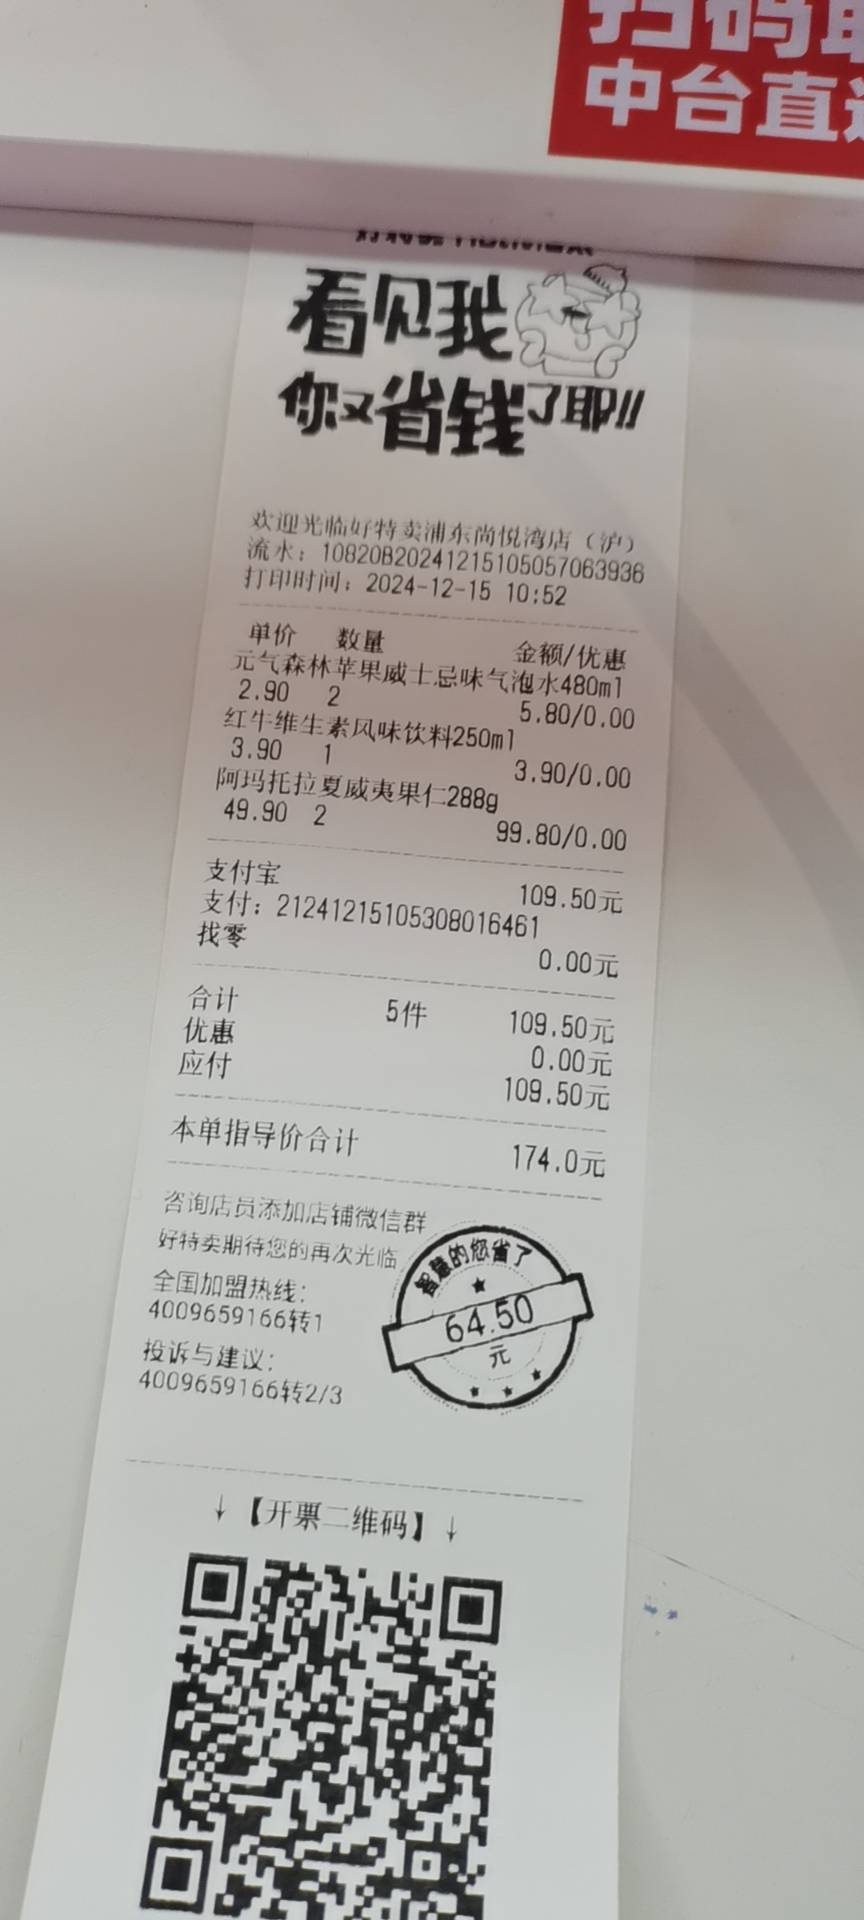 扫码
中台直
看见我
你又省钱了耶!!
欢迎光临好特卖浦东尚悦湾店（沪）
流水：10820B20241215105057063936
打印时间：2024-12-15 10:52
单价 数量 金额/优惠
元气森林苹果威士忌味气泡水480ml
2.90 2 5.80/0.00
红牛维生素风味饮料250ml
3.90 1 3.90/0.00
阿玛托拉夏威夷果仁288g
49.90 2 99.80/0.00
支付宝 109.50元
支付：21241215105308016461
找零 0.00元
合计 5件 109.50元
优惠 0.00元
应付 109.50元
本单指导价合计 174.0元
咨询店员添加店铺微信群
好特卖期待您的再次光临
全国加盟热线：
4009659166转1
投诉与建议：
4009659166转2/3
智慧的您省了
64.50
元
↓【开票二维码】↓